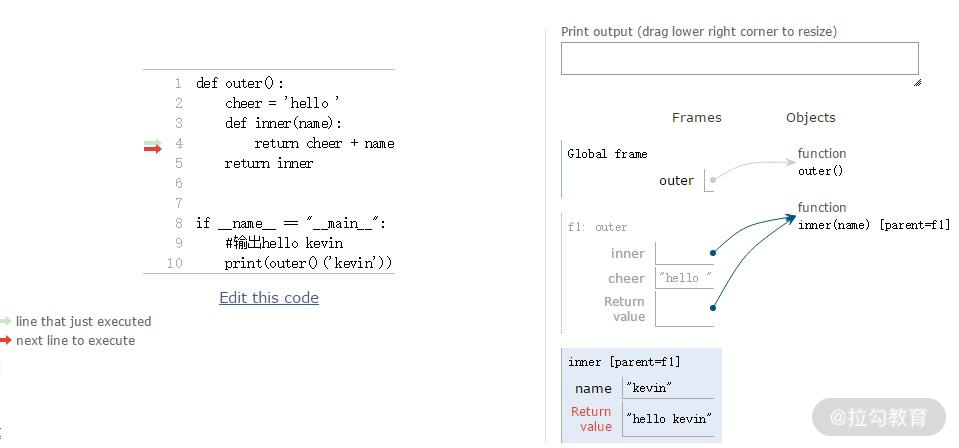 1 def outer():
2 cheer = 'hello '
3 def inner(name):
4 return cheer + name
5 return inner
6
7
8 if __name__ == "__main__":
9 #输出hello kevin
10 print(outer()('kevin'))
Edit this code
line that just executed
next line to execute
Print output (drag lower right corner to resize)
Frames Objects
Global frame
outer
function
outer()
function
inner(name) [parent=f1]
f1: outer
inner
cheer "hello "
Return
value
inner [parent=f1]
name "kevin"
Return
value "hello kevin"
@拉勾教育